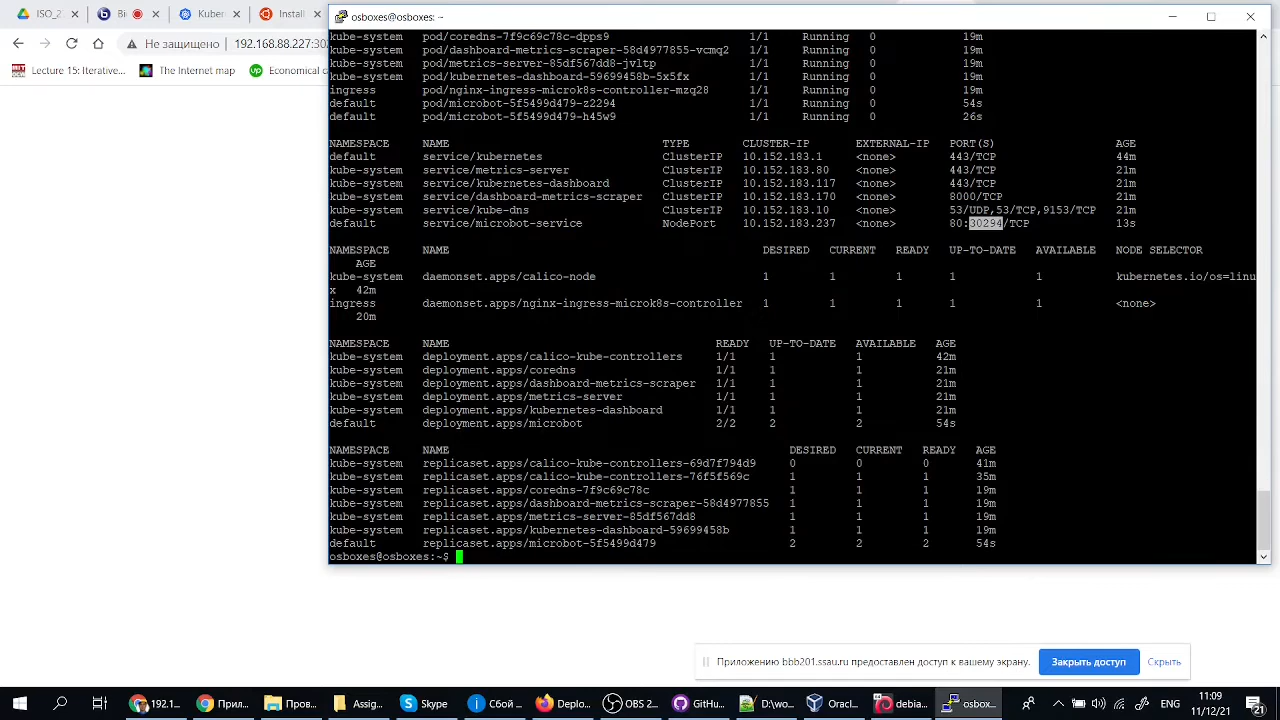 ISO_
osboxes@osboxes: ~
Не защищено
92.168.3.227:30
MIT Lecture 15: Iterative...
The Internet map
up Economical
kube-system pod/coredns-7f9c69c78c-dpps9 1/1 Running 0 19m
kube-system pod/dashboard-metrics-scraper-58d4977855-vcmq2 1/1 Running 0 19m
kube-system pod/metrics-server-85df567dd8-jvltp 1/1 Running 0 19m
kube-system pod/kubernetes-dashboard-59699458b-5x5fx 1/1 Running 0 19m
ingress pod/nginx-ingress-microk8s-controller-mzq28 1/1 Running 0 19m
default pod/microbot-5f5499d479-z2294 1/1 Running 0 54s
default pod/microbot-5f5499d479-h45w9 1/1 Running 0 26s
NAMESPACE NAME TYPE CLUSTER-IP EXTERNAL-IP PORT(S) AGE
default service/kubernetes ClusterIP 10.152.183.1 <none> 443/TCP 44m
kube-system service/metrics-server ClusterIP 10.152.183.80 <none> 443/TCP 21m
kube-system service/kubernetes-dashboard ClusterIP 10.152.183.117 <none> 443/TCP 21m
kube-system service/dashboard-metrics-scraper ClusterIP 10.152.183.170 <none> 8000/TCP 21m
kube-system service/kube-dns ClusterIP 10.152.183.10 <none> 53/UDP,53/TCP,9153/TCP 21m
default service/microbot-service NodePort 10.152.183.237 <none> 80:30294/TCP 13s
NAMESPACE NAME DESIRED CURRENT READY UP-TO-DATE AVAILABLE NODE SELECTOR
AGE
kube-system daemonset.apps/calico-node 1 1 1 1 1 kubernetes.io/os=linu
x 42m
ingress daemonset.apps/nginx-ingress-microk8s-controller 1 1 1 1 1 <none>
20m
NAMESPACE NAME READY UP-TO-DATE AVAILABLE AGE
kube-system deployment.apps/calico-kube-controllers 1/1 1 1 42m
kube-system deployment.apps/coredns 1/1 1 1 21m
kube-system deployment.apps/dashboard-metrics-scraper 1/1 1 1 21m
kube-system deployment.apps/metrics-server 1/1 1 1 21m
kube-system deployment.apps/kubernetes-dashboard 1/1 1 1 21m
default deployment.apps/microbot 2/2 2 2 54s
NAMESPACE NAME DESIRED CURRENT READY AGE
kube-system replicaset.apps/calico-kube-controllers-69d7f794d9 0 0 0 41m
kube-system replicaset.apps/calico-kube-controllers-76f5f569c 1 1 1 35m
kube-system replicaset.apps/coredns-7f9c69c78c 1 1 1 19m
kube-system replicaset.apps/dashboard-metrics-scraper-58d4977855 1 1 1 19m
kube-system replicaset.apps/metrics-server-85df567dd8 1 1 1 19m
kube-system replicaset.apps/kubernetes-dashboard-59699458b 1 1 1 19m
default replicaset.apps/microbot-5f5499d479 2 2 2 54s
osboxes@osboxes:~$
Приложению bbb201.ssau.ru предоставлен доступ к вашему экрану. Закрыть доступ Скрыть
192.1... При... Пров... Assig... Skype Сбой ... Deplo... OBS 2... GitHu... D:\wo... Oracl... debia... osbox... ENG 11:09
11/12/21 21